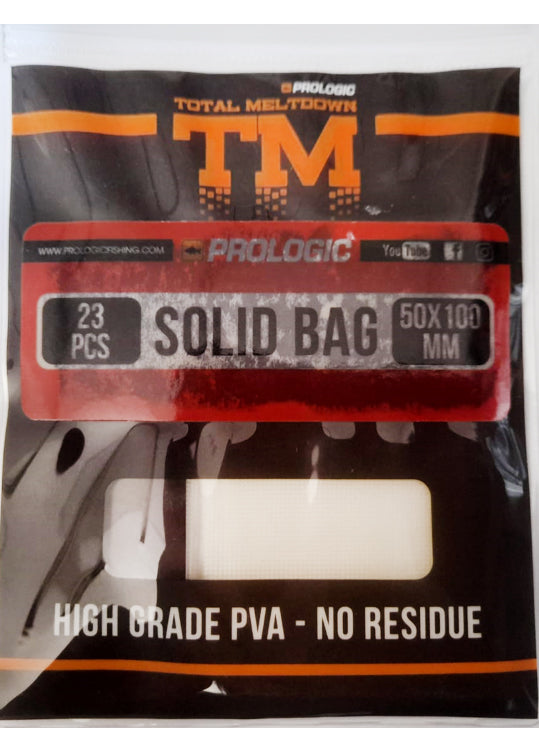 PROLOGIC
TOTAL MELTDOWN
TM
WWW.PROLOGICFISHING.COM PROLOGIC YouTube f
23 PCS SOLID BAG 50X100 MM
HIGH GRADE PVA - NO RESIDUE